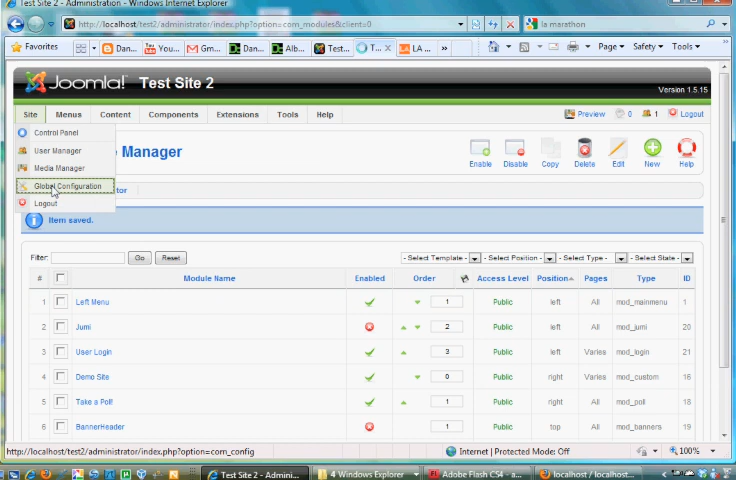 Test Site 2 - Administration - Windows Internet Explorer
http://localhost/test2/administrator/index.php?option=com_modules&client=0
la marathon
Favorites
Dan... You... M Gm... Dan... Alb... Test... T... X LA ... »
Page Safety Tools »
Joomla! Test Site 2
Version 1.5.15
Site Menus Content Components Extensions Tools Help
Preview 0 1 Logout
Control Panel
User Manager
Media Manager
Global Configuration
Logout
Manager
Enable Disable Copy Delete Edit New Help
tor
Item saved.
Filter: Go Reset
- Select Template - - Select Position - - Select Type - - Select State -
# Module Name Enabled Order Access Level Position Pages Type ID
1 Left Menu 1 Public left All mod_mainmenu 1
2 Jumi 2 Public left All mod_jumi 20
3 User Login 3 Public left Varies mod_login 21
4 Demo Site 0 Public right Varies mod_custom 16
5 Take a Poll! 1 Public right All mod_poll 18
6 BannerHeader 1 Public top All mod_banners 19
http://localhost/test2/administrator/index.php?option=com_config
Internet | Protected Mode: Off
100%
Test Site 2 - Admini...
4 Windows Explorer
Adobe Flash CS4 - a...
localhost / localhost...